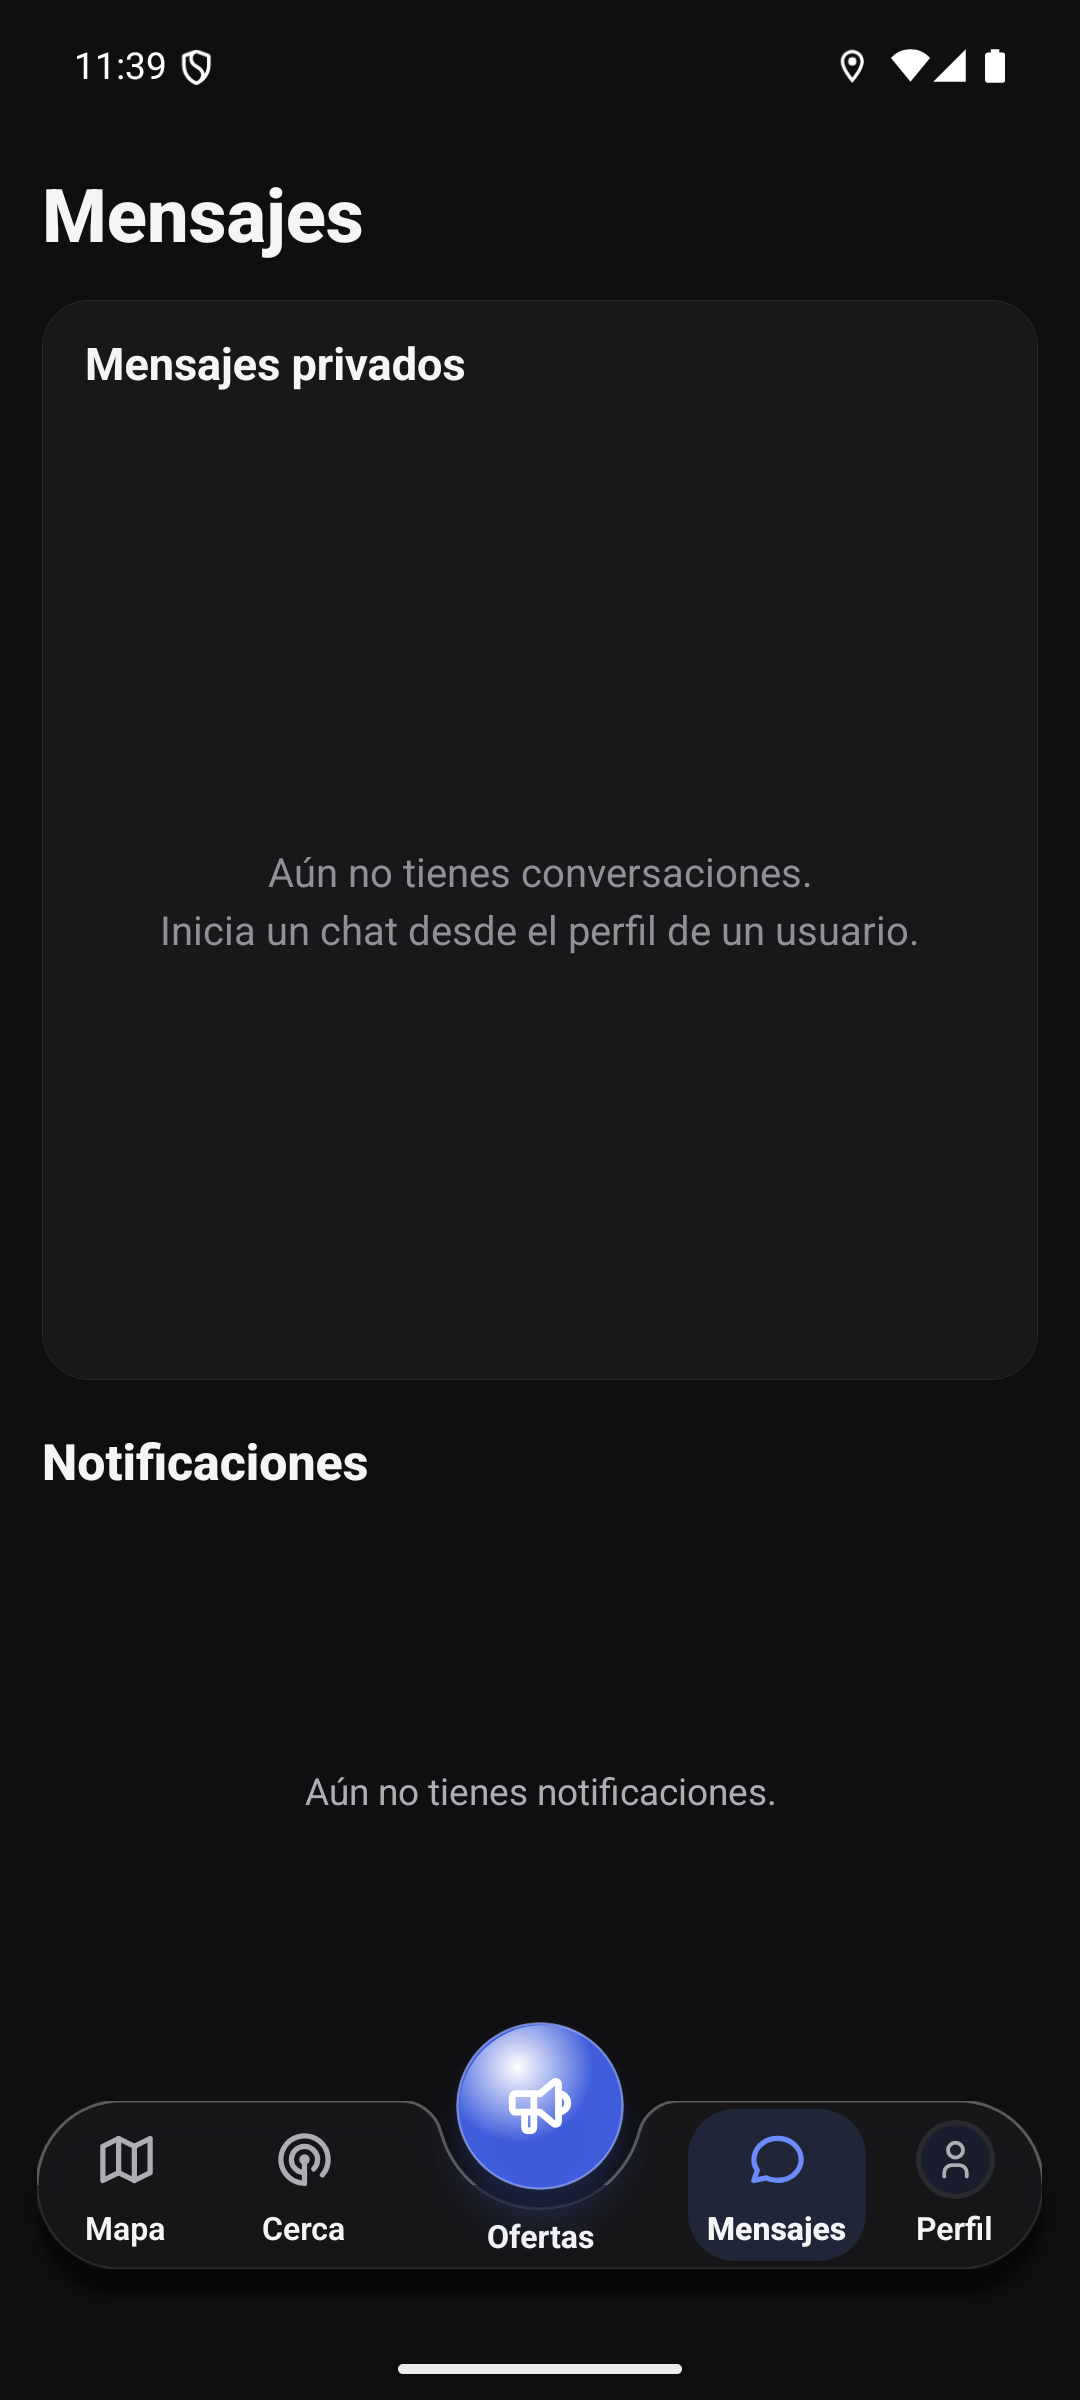 11:39
Mensajes
Mensajes privados
Aún no tienes conversaciones.
Inicia un chat desde el perfil de un usuario.
Notificaciones
Aún no tienes notificaciones.
Mapa
Cerca
Ofertas
Mensajes
Perfil